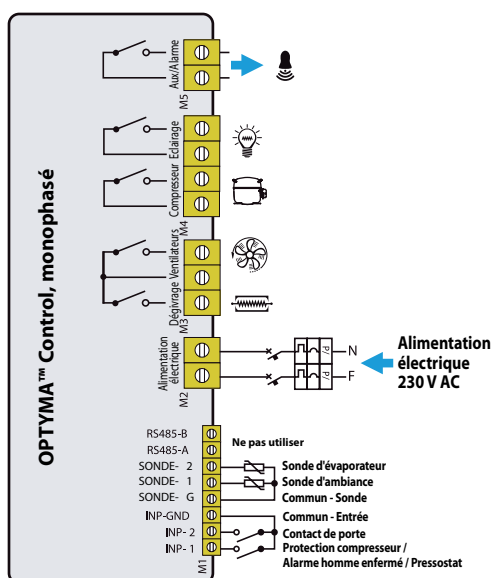 OPTYMA™ Control, monophasé
Aux/Alarme
M5
Eclairage
Compresseur
M4
Ventilateurs
Dégivrage
M3
Alimentation
électrique
M2
P/
N
P/
F
Alimentation
électrique
230 V AC
RS485-B
RS485-A
Ne pas utiliser
SONDE- 2
Sonde d'évaporateur
SONDE- 1
Sonde d'ambiance
SONDE- G
Commun - Sonde
INP-GND
Commun - Entrée
INP- 2
Contact de porte
INP- 1
Protection compresseur /
Alarme homme enfermé / Pressostat
M1